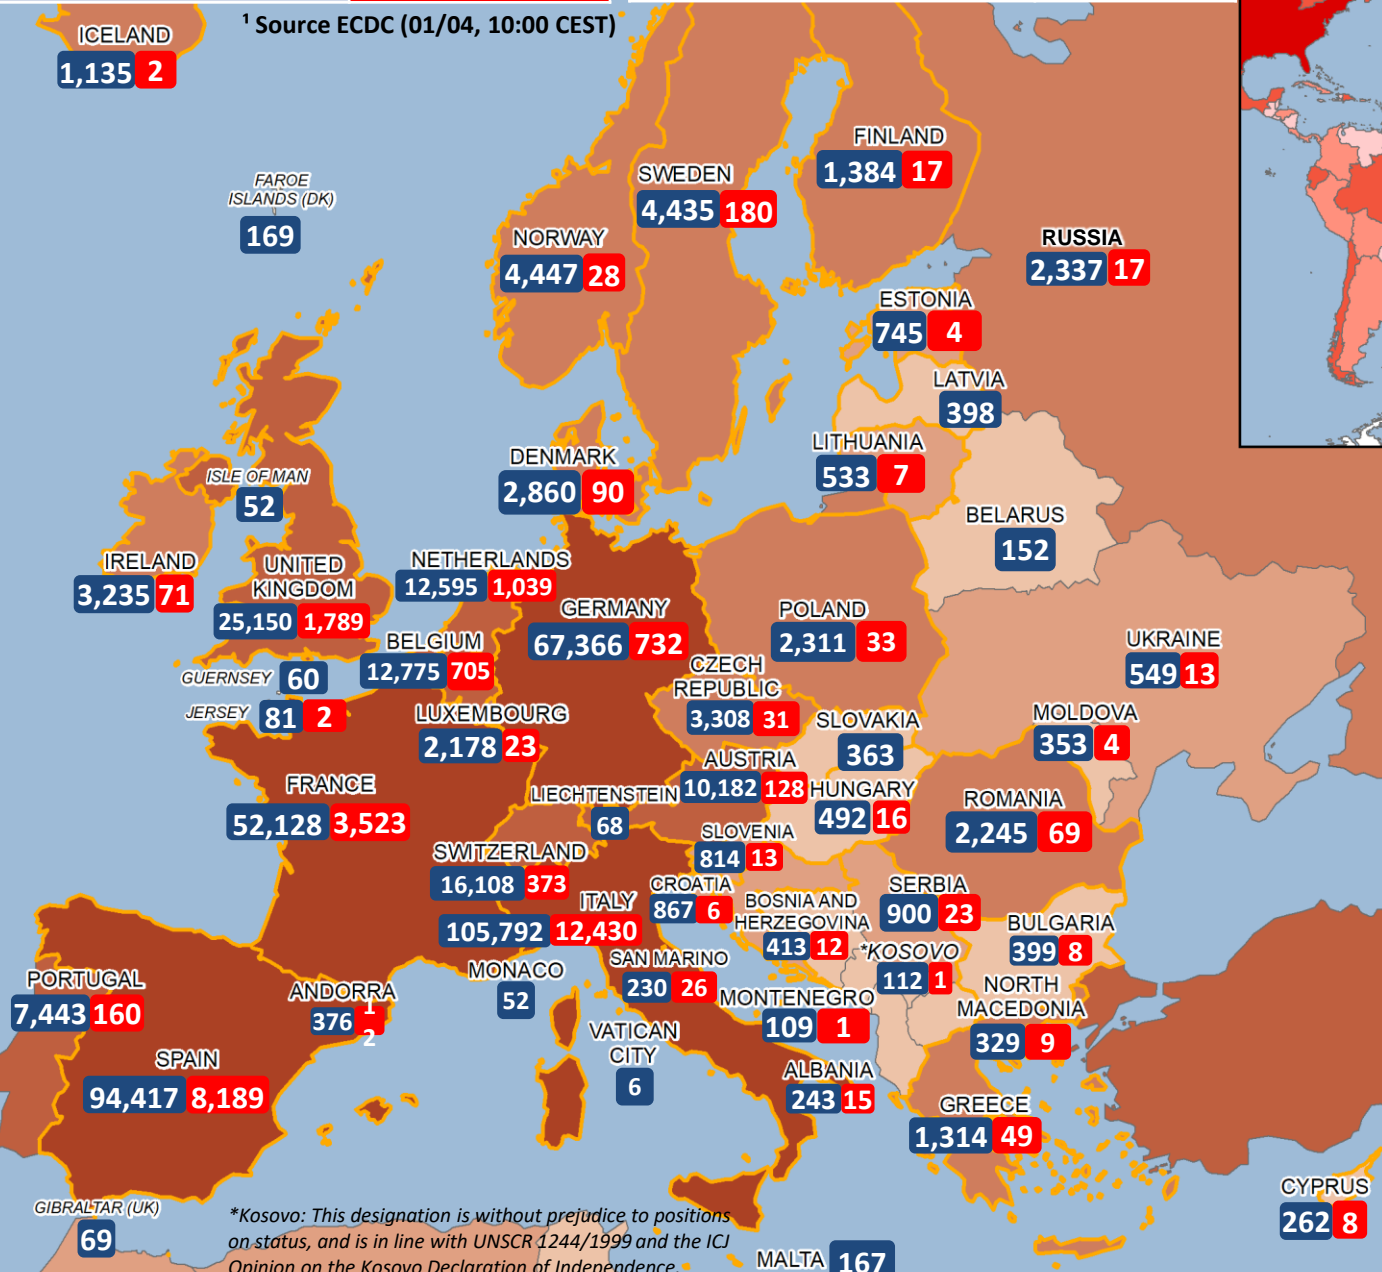 ¹ Source ECDC (01/04, 10:00 CEST)
ICELAND
1,135 2
FAROE
ISLANDS (DK)
169
FINLAND
1,384 17
SWEDEN
4,435 180
NORWAY
4,447 28
RUSSIA
2,337 17
ESTONIA
745 4
LATVIA
398
LITHUANIA
533 7
DENMARK
2,860 90
ISLE OF MAN
52
BELARUS
152
IRELAND
3,235 71
UNITED
KINGDOM
25,150 1,789
NETHERLANDS
12,595 1,039
GERMANY
67,366 732
POLAND
2,311 33
UKRAINE
549 13
BELGIUM
12,775 705
GUERNSEY 60
JERSEY 81 2
CZECH
REPUBLIC
3,308 31
LUXEMBOURG
2,178 23
SLOVAKIA
363
MOLDOVA
353 4
AUSTRIA
10,182 128
FRANCE
52,128 3,523
LIECHTENSTEIN
68
HUNGARY
492 16
ROMANIA
2,245 69
SLOVENIA
814 13
SWITZERLAND
16,108 373
CROATIA
867 6
ITALY
105,792 12,430
BOSNIA AND
HERZEGOVINA
413 12
SERBIA
900 23
BULGARIA
399 8
*KOSOVO
112 1
SAN MARINO
230 26
MONACO
52
PORTUGAL
7,443 160
ANDORRA
376 1
2
MONTENEGRO
109 1
NORTH
MACEDONIA
329 9
VATICAN
CITY
6
SPAIN
94,417 8,189
ALBANIA
243 15
GREECE
1,314 49
CYPRUS
262 8
GIBRALTAR (UK)
69
*Kosovo: This designation is without prejudice to positions
on status, and is in line with UNSCR 1244/1999 and the ICJ
Opinion on the Kosovo Declaration of Independence.
MALTA 167